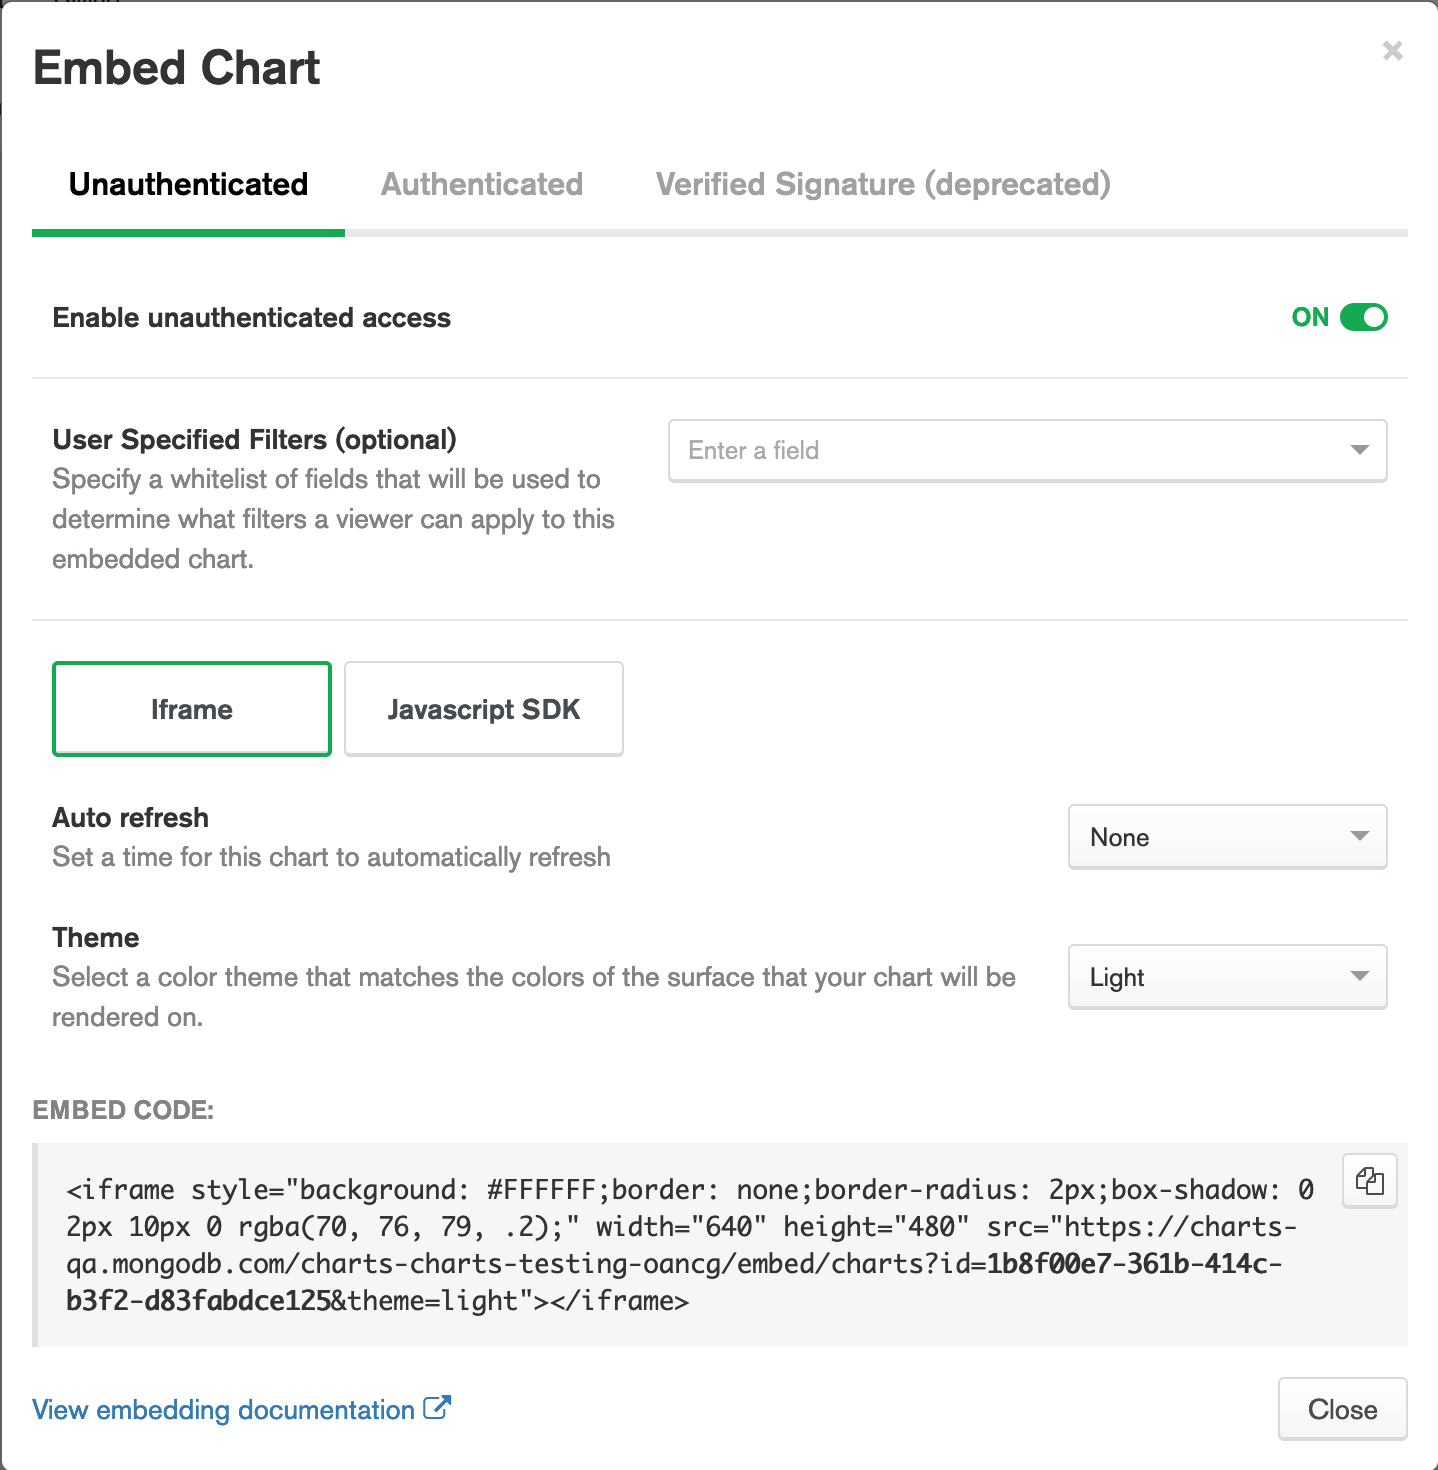 Embed Chart
Unauthenticated
Authenticated
Verified Signature (deprecated)
Enable unauthenticated access
ON
User Specified Filters (optional)
Specify a whitelist of fields that will be used to
determine what filters a viewer can apply to this
embedded chart.
Enter a field
Iframe
Javascript SDK
Auto refresh
Set a time for this chart to automatically refresh
None
Theme
Select a color theme that matches the colors of the surface that your chart will be
rendered on.
Light
EMBED CODE:
<iframe style="background: #FFFFFF;border: none;border-radius: 2px;box-shadow: 0
2px 10px 0 rgba(70, 76, 79, .2);" width="640" height="480" src="https://charts-
qa.mongodb.com/charts-charts-testing-oancg/embed/charts?id=1b8f00e7-361b-414c-
b3f2-d83fabdce125&theme=light"></iframe>
View embedding documentation
Close